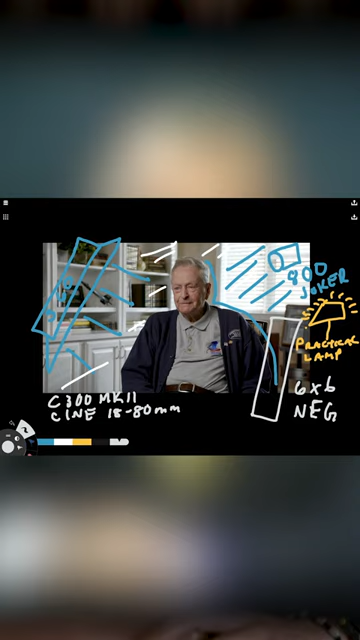 400
JOKER
PRACTICAL
LAMP
6x6
NEG
C300 MKII
CINE 18-80mm